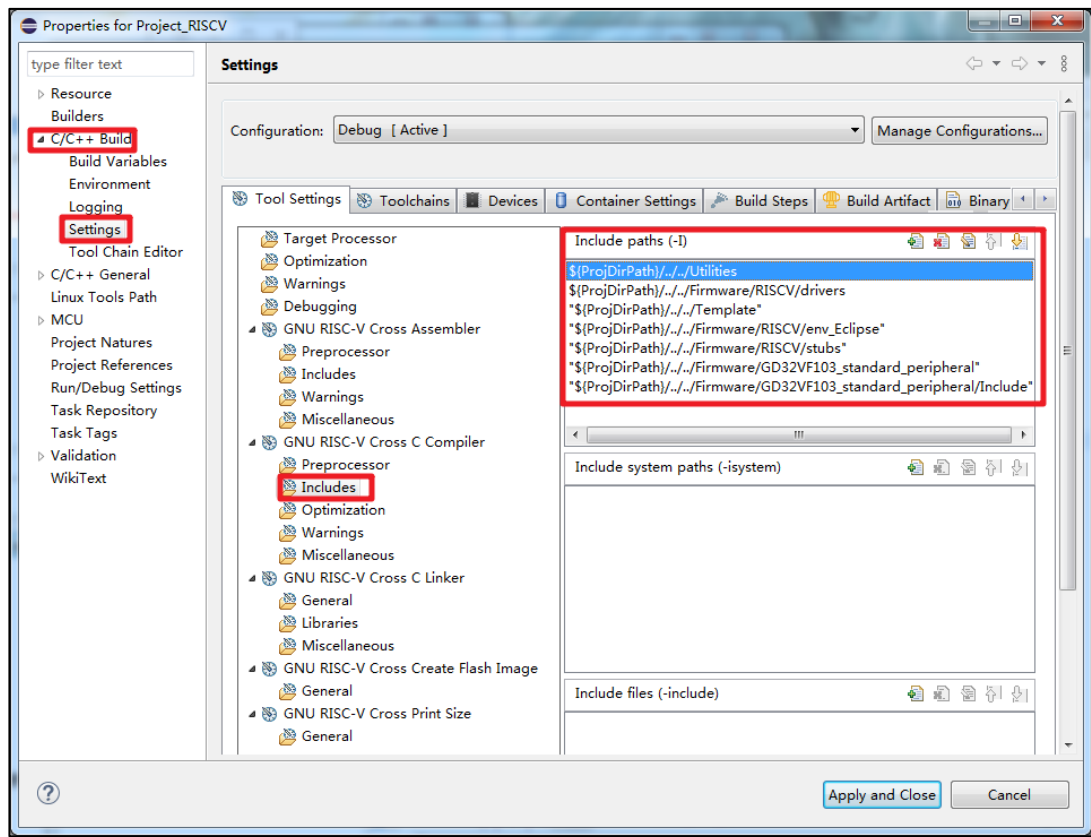 Properties for Project_RISCV
type filter text
Resource
Builders
C/C++ Build
Build Variables
Environment
Logging
Settings
Tool Chain Editor
C/C++ General
Linux Tools Path
MCU
Project Natures
Project References
Run/Debug Settings
Task Repository
Task Tags
Validation
WikiText
Settings
Configuration: Debug [ Active ] Manage Configurations...
Tool Settings Toolchains Devices Container Settings Build Steps Build Artifact Binary
Target Processor
Optimization
Warnings
Debugging
GNU RISC-V Cross Assembler
Preprocessor
Includes
Warnings
Miscellaneous
GNU RISC-V Cross C Compiler
Preprocessor
Includes
Optimization
Warnings
Miscellaneous
GNU RISC-V Cross C Linker
General
Libraries
Miscellaneous
GNU RISC-V Cross Create Flash Image
General
GNU RISC-V Cross Print Size
General
Include paths (-I)
${ProjDirPath}/../../Utilities
${ProjDirPath}/../../Firmware/RISCV/drivers
"${ProjDirPath}/../../Template"
"${ProjDirPath}/../../Firmware/RISCV/env_Eclipse"
"${ProjDirPath}/../../Firmware/RISCV/stubs"
"${ProjDirPath}/../../Firmware/GD32VF103_standard_peripheral"
"${ProjDirPath}/../../Firmware/GD32VF103_standard_peripheral/Include"
Include system paths (-isystem)
Include files (-include)
Apply and Close Cancel